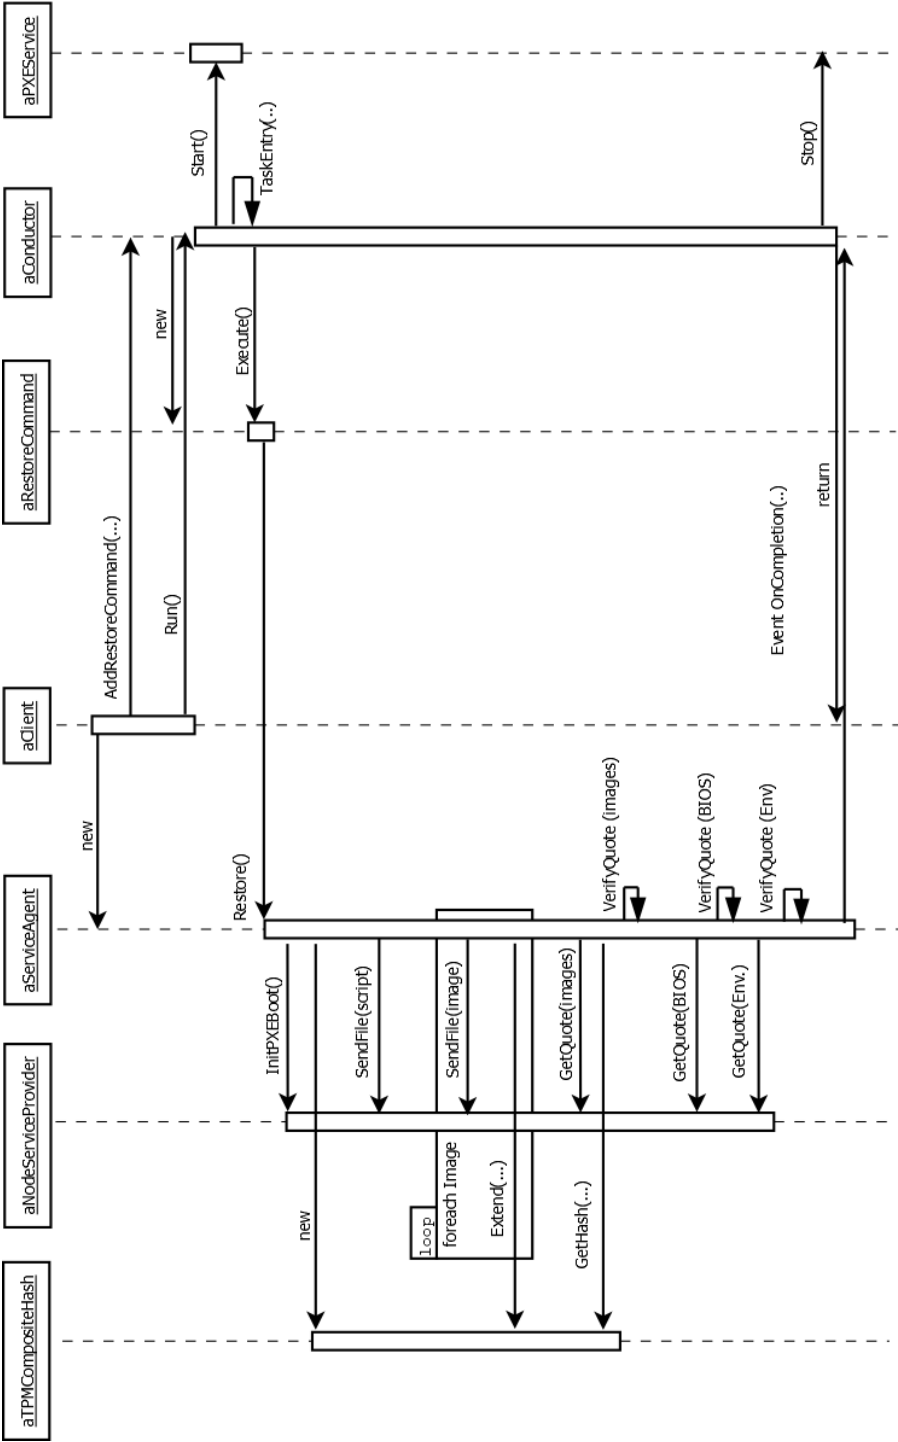 aTPMCompositeHash
aNodeServiceProvider
aServiceAgent
aClient
aRestoreCommand
aConductor
aPXEService
new
AddRestoreCommand(...)
new
Run()
Start()
Restore()
Execute()
TaskEntry(..)
InitPXEBoot()
new
SendFile(script)
loop
foreach Image
SendFile(image)
Extend(...)
GetQuote(images)
GetHash(...)
VerifyQuote (images)
GetQuote(BIOS)
VerifyQuote (BIOS)
GetQuote(Env.)
VerifyQuote (Env)
Event OnCompletion(..)
Stop()
return